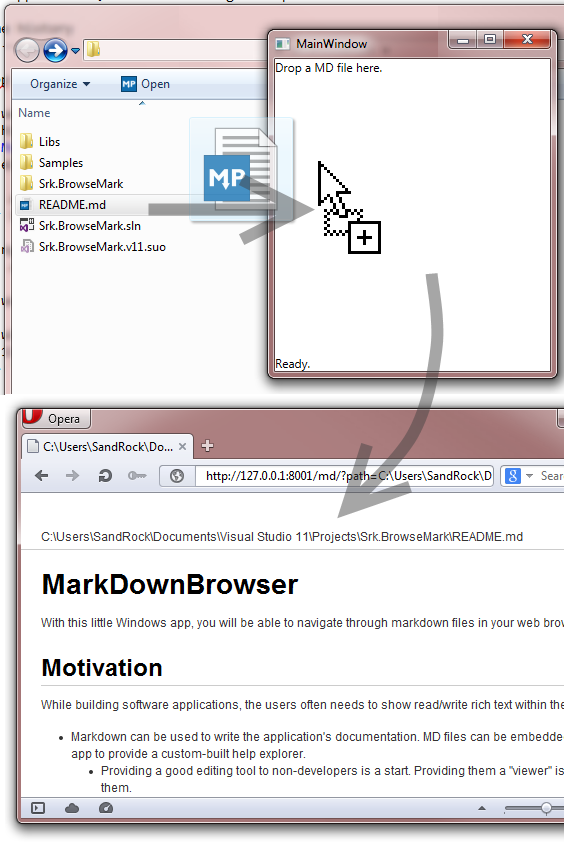 MainWindow
Organize
MP Open
Drop a MD file here.
Name
Libs
Samples
Srk.BrowseMark
README.md
MP
Srk.BrowseMark.sln
Srk.BrowseMark.v11.suo
Ready.
Opera
C:\Users\SandRock\Do...
http://127.0.0.1:8001/md/?path=C:\Users\SandRock\D
8 Sear
C:\Users\SandRock\Documents\Visual Studio 11\Projects\Srk.BrowseMark\README.md
MarkDownBrowser
With this little Windows app, you will be able to navigate through markdown files in your web brow
Motivation
While building software applications, the users often needs to show read/write rich text within the
• Markdown can be used to write the application's documentation. MD files can be embedde
app to provide a custom-built help explorer.
• Providing a good editing tool to non-developers is a start. Providing them a "viewer" is
them.